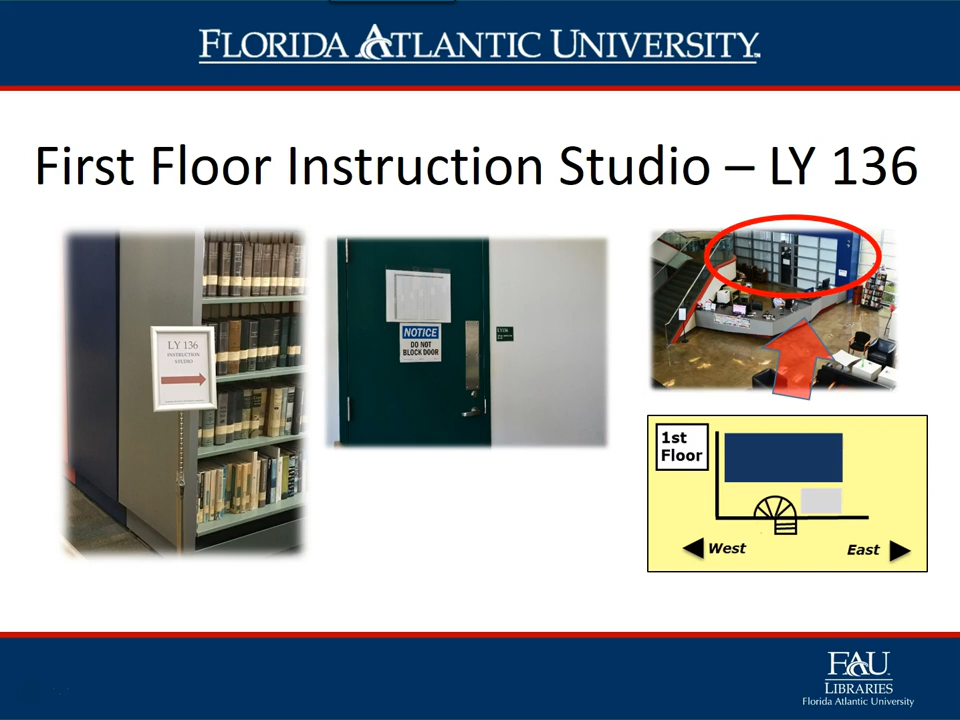 FLORIDA ATLANTIC UNIVERSITY
First Floor Instruction Studio – LY 136
LY 136
INSTRUCTION
STUDIO
NOTICE
DO NOT
BLOCK DOOR
1st
Floor
West
East
FAU
LIBRARIES
Florida Atlantic University